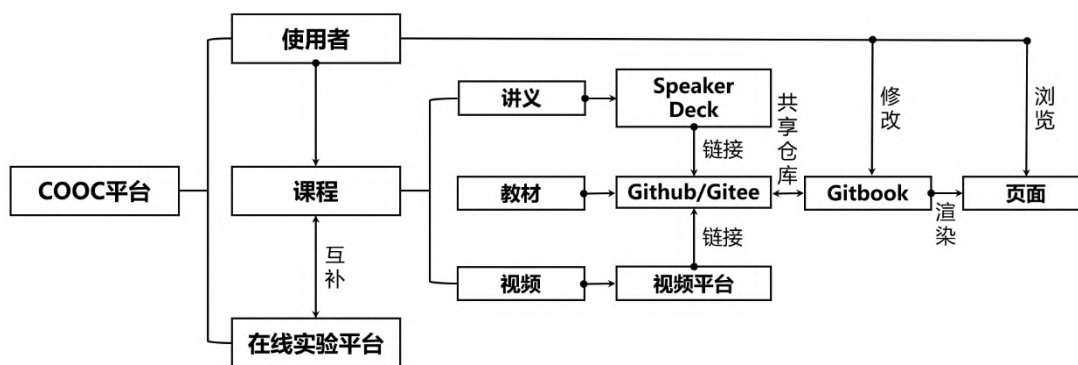 使用者
讲义
Speaker
Deck
共享仓库
修改
浏览
链接
COOC平台
课程
教材
Github/Gitee
Gitbook
渲染
页面
互补
链接
视频
视频平台
在线实验平台